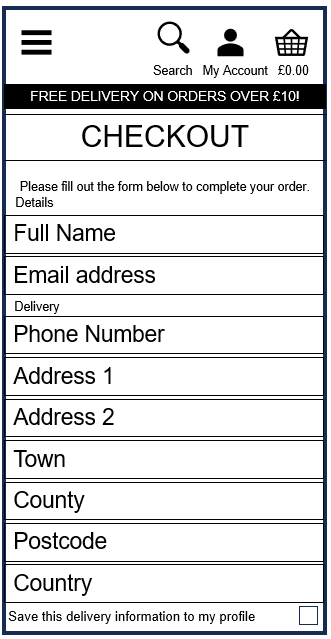 Search My Account £0.00
FREE DELIVERY ON ORDERS OVER £10!
CHECKOUT
Please fill out the form below to complete your order.
Details
Full Name
Email address
Delivery
Phone Number
Address 1
Address 2
Town
County
Postcode
Country
Save this delivery information to my profile